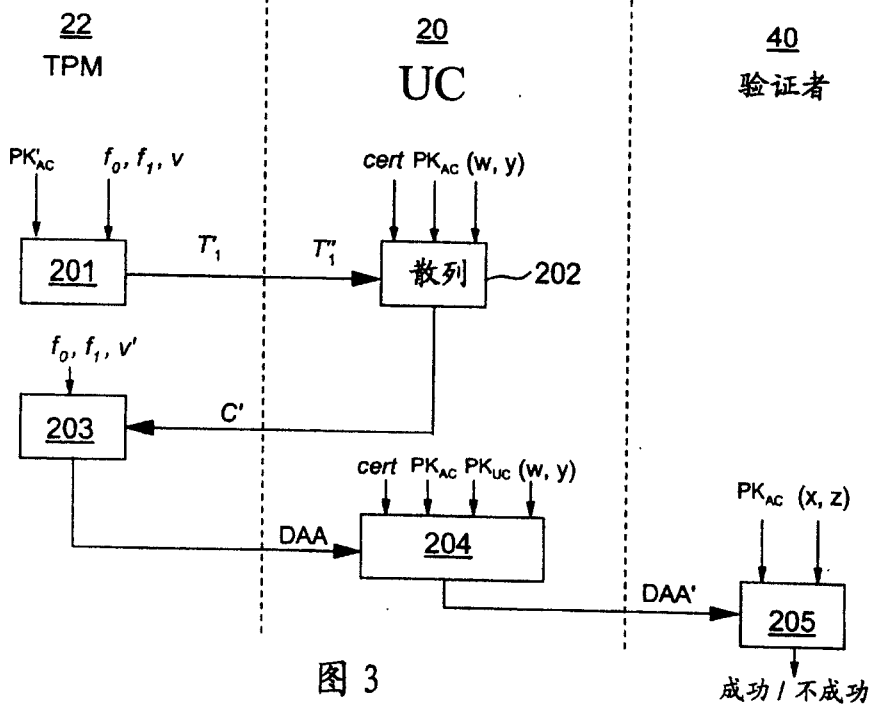 22
TPM
20
UC
40
验证者
PK'AC
f0, f1, v
cert PKAC (w, y)
201
T'1
T''1
散列
202
f0, f1, v'
203
C'
cert PKAC PKUC (w, y)
PKAC (x, z)
DAA
204
DAA'
205
成功 / 不成功
图 3